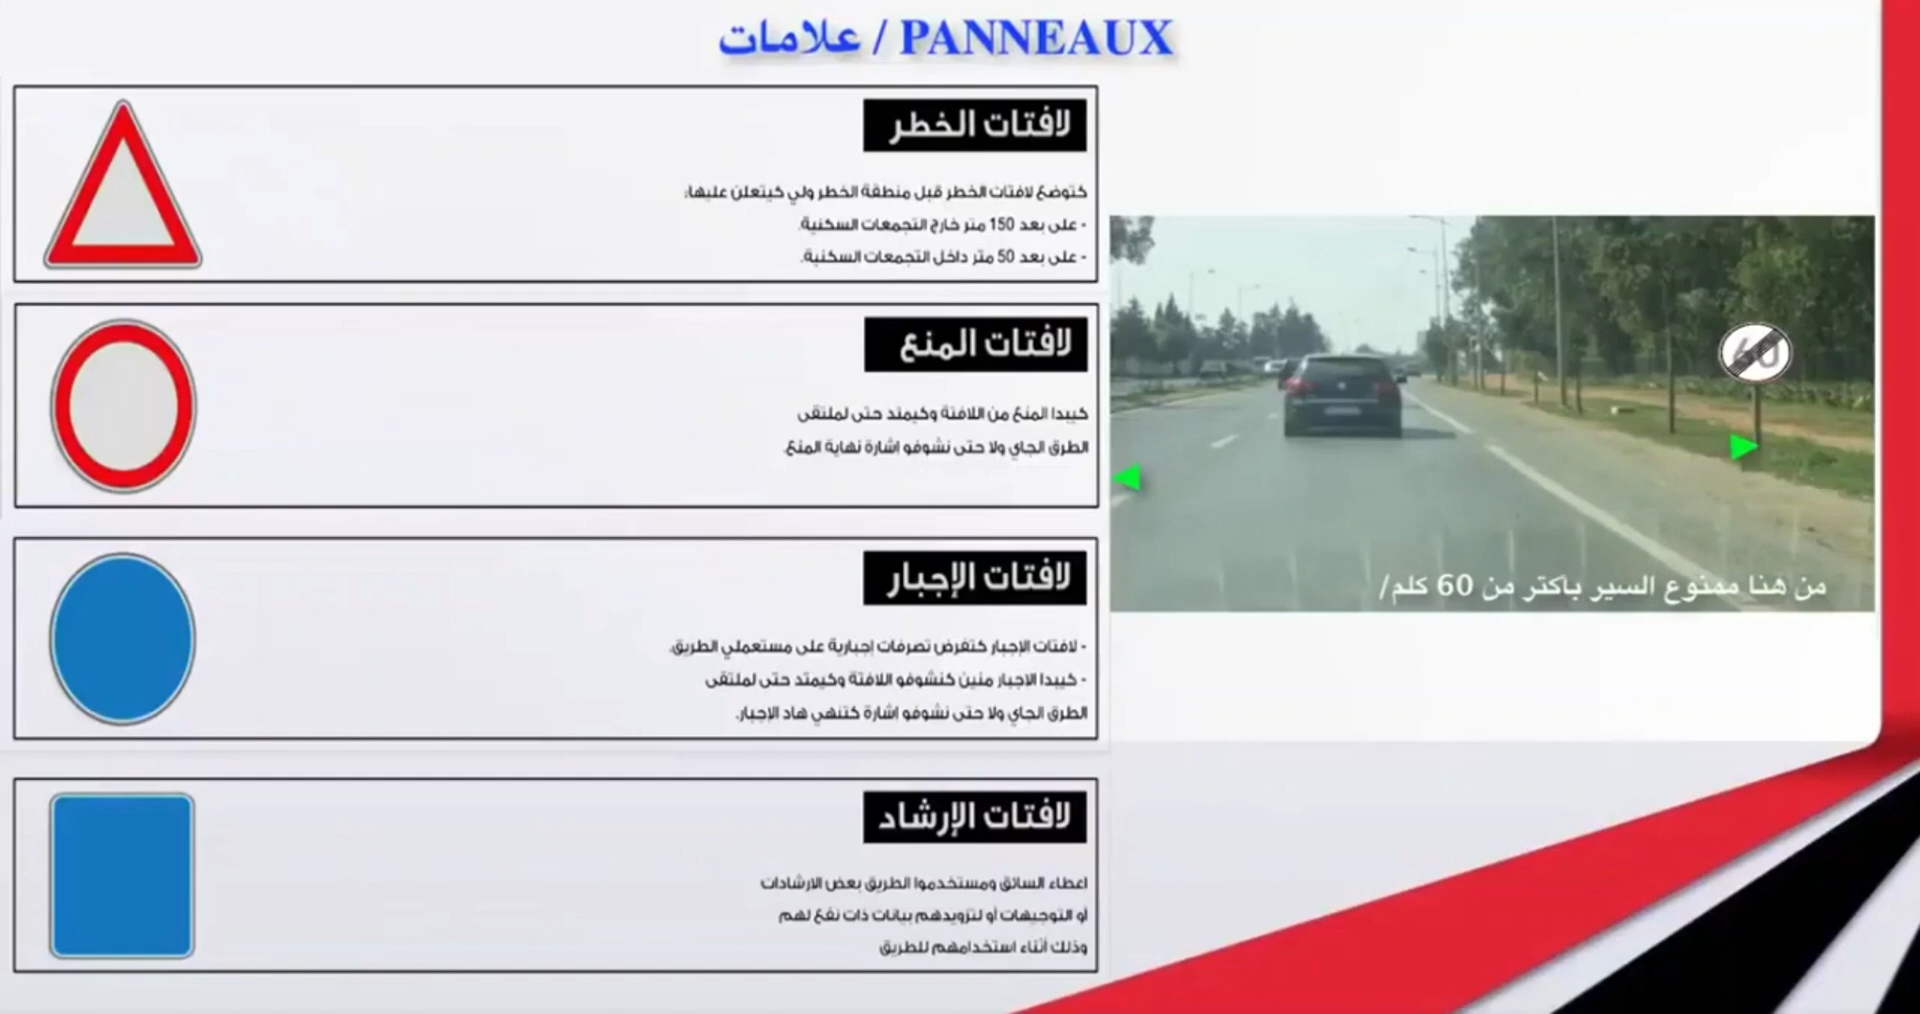 علامات / PANNEAUX
لافتات الخطر
كتوضع لافتات الخطر قبل منطقة الخطر ولي كيتعلن عليها:
- على بعد 150 متر خارج التجمعات السكنية.
- على بعد 50 متر داخل التجمعات السكنية.
لافتات المنع
كيبدا المنع من اللافتة وكيمتد حتى لملتقى
الطرق الجاي ولا حتى نشوفو اشارة نهاية المنع.
لافتات الإجبار
- لافتات الإجبار كتفرض تصرفات إجبارية على مستعملي الطريق.
- كيبدا الاجبار منين كنشوفو اللافتة وكيمتد حتى لملتقى
الطرق الجاي ولا حتى نشوفو اشارة كتنهي هاد الإجبار.
لافتات الإرشاد
اعطاء السائق ومستخدموا الطريق بعض الارشادات
أو التوجيهات أو لتزويدهم بيانات ذات نفع لهم
وذلك أثناء استخدامهم للطريق
60
من هنا ممنوع السير بأكتر من 60 كلم/